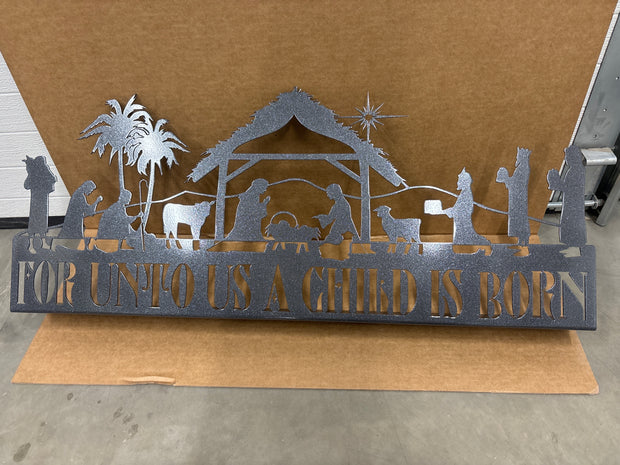 FOR UNTO US A CHILD IS BORN